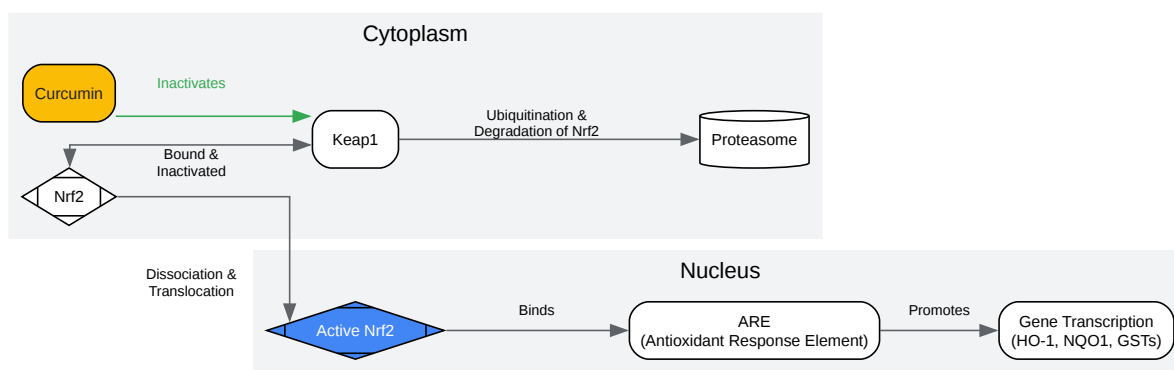 Cytoplasm
Curcumin
Inactivates
Keap1
Ubiquitination &
Degradation of Nrf2
Proteasome
Bound &
Inactivated
Nrf2
Dissociation &
Translocation
Nucleus
Active Nrf2
Binds
ARE
(Antioxidant Response Element)
Promotes
Gene Transcription
(HO-1, NQO1, GSTs)